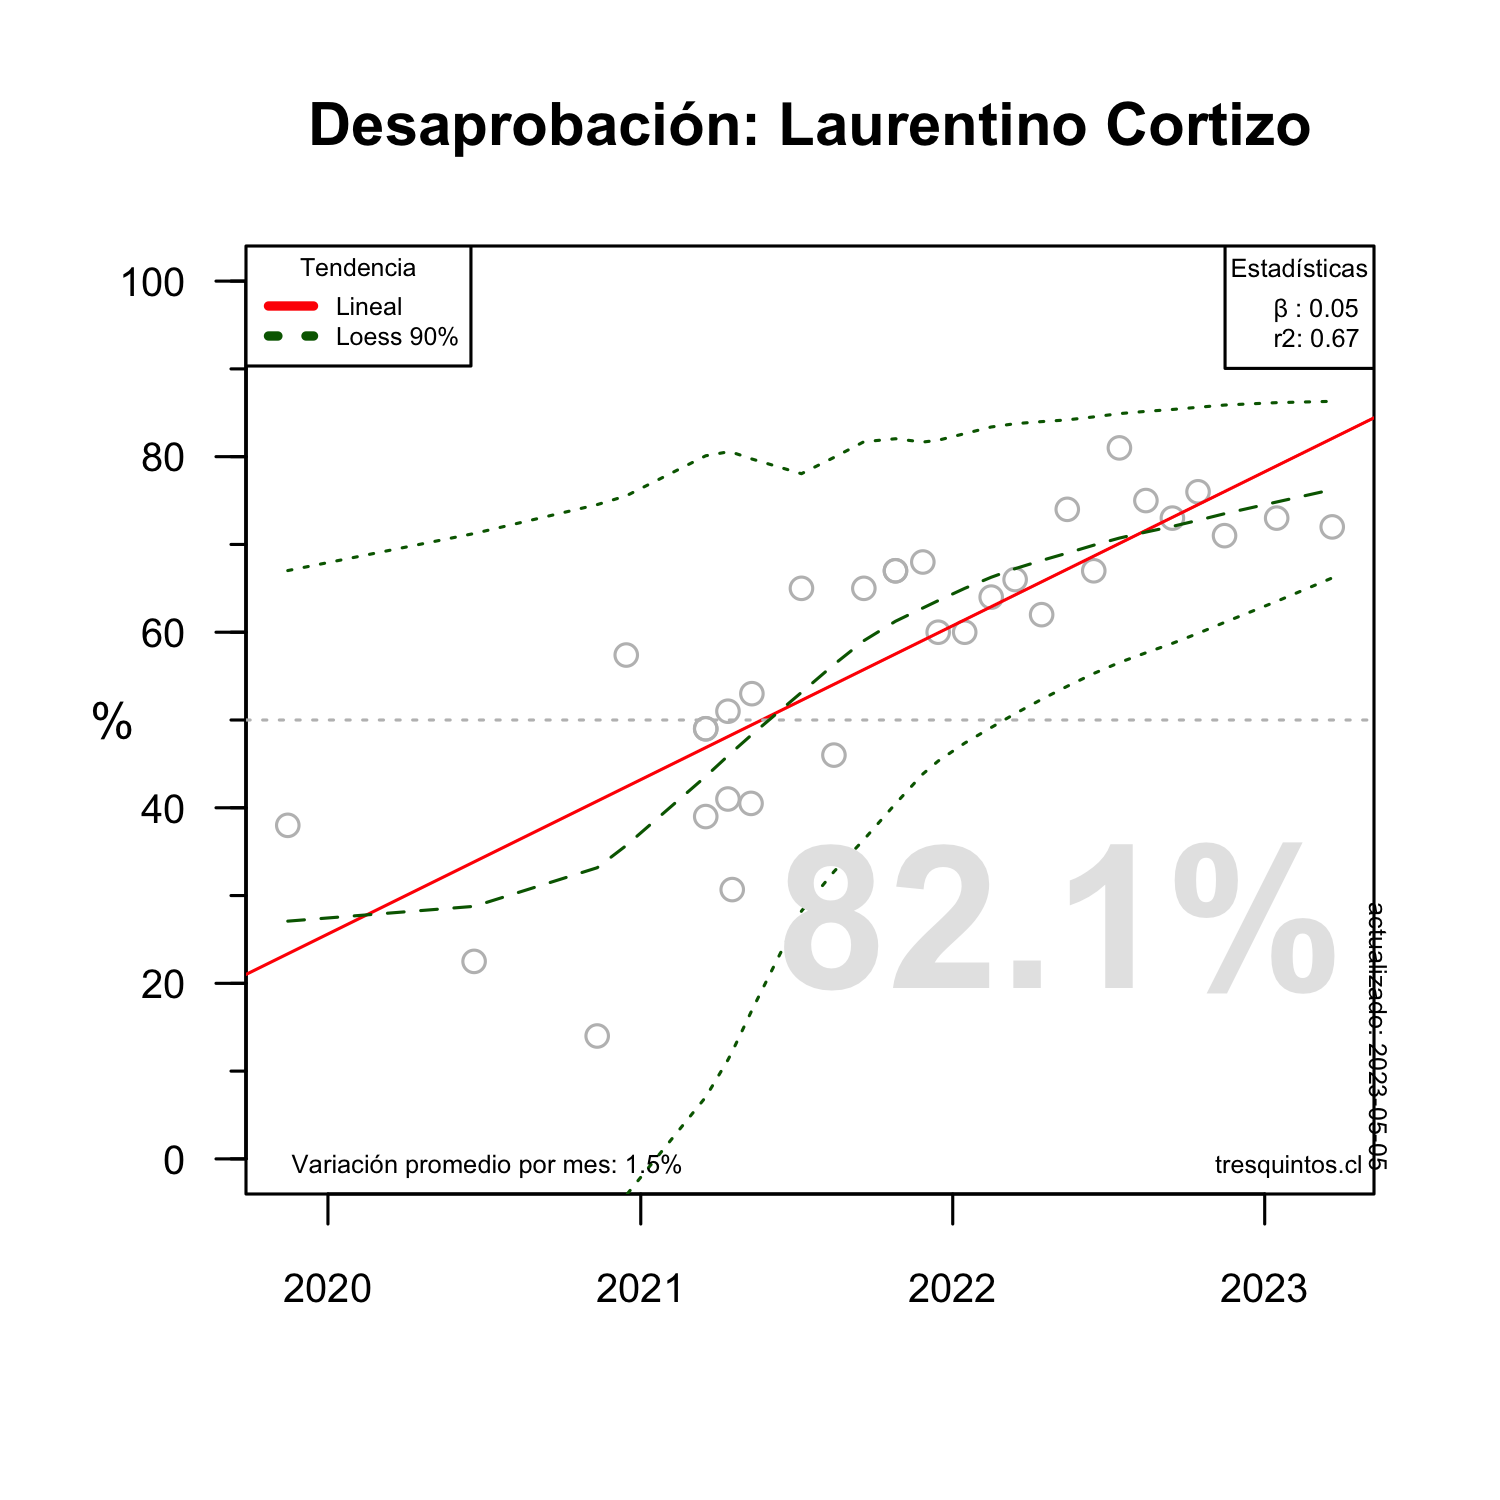 Desaprobación: Laurentino Cortizo
Tendencia
Lineal
Loess 90%
Estadísticas
β : 0.05
r2: 0.67
100
80
60
40
20
0
%
82.1%
actualizado: 2023-05-05
Variación promedio por mes: 1.5%
tresquintos.cl
2020
2021
2022
2023